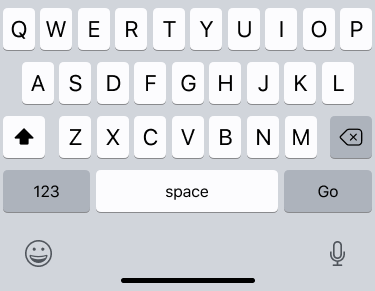 Q W E R T Y U I O P
A S D F G H J K L
Z X C V B N M
123 space Go